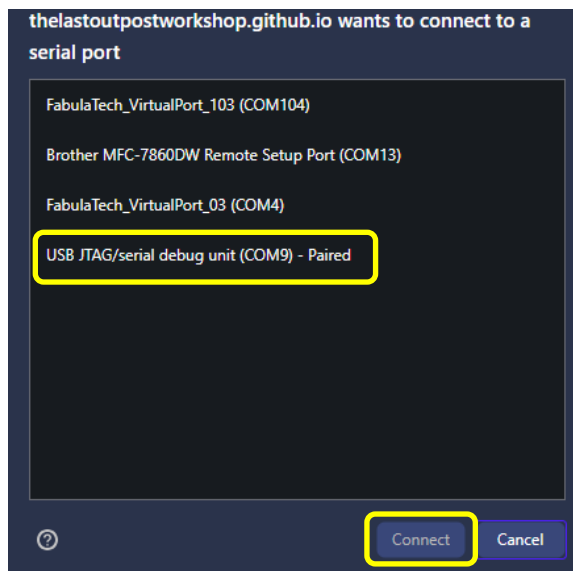 thelastoutpostworkshop.github.io wants to connect to a
serial port
FabulaTech_VirtualPort_103 (COM104)
Brother MFC-7860DW Remote Setup Port (COM13)
FabulaTech_VirtualPort_03 (COM4)
USB JTAG/serial debug unit (COM9) - Paired
Connect Cancel